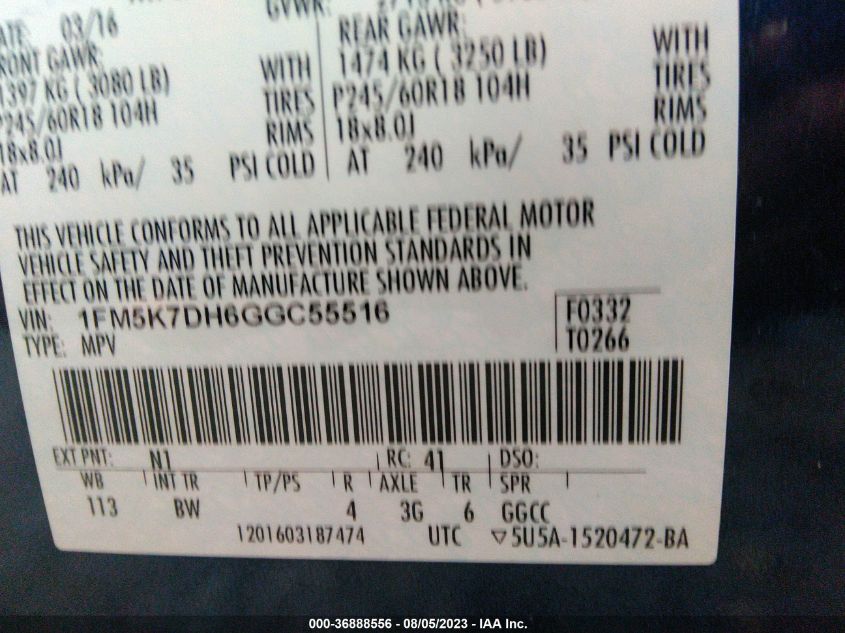 GVWR:
DATE: 03/16
FRONT GAWR: REAR GAWR:
1397 KG ( 3080 LB) WITH 1474 KG ( 3250 LB) WITH
P245/60R18 104H TIRES P245/60R18 104H TIRES
18x8.0J RIMS 18x8.0J RIMS
AT 240 kPa/ 35 PSI COLD AT 240 kPa/ 35 PSI COLD
THIS VEHICLE CONFORMS TO ALL APPLICABLE FEDERAL MOTOR
VEHICLE SAFETY AND THEFT PREVENTION STANDARDS IN
EFFECT ON THE DATE OF MANUFACTURE SHOWN ABOVE.
VIN: 1FM5K7DH6GGC55516 F0332
TYPE: MPV T0266
EXT PNT: N1 RC: 41 DSO:
WB INT TR TP/PS R AXLE TR SPR
113 BW 4 3G 6 GGCC
1201603187474 UTC ▽5U5A-1520472-BA
000-36888556 - 08/05/2023 - IAA Inc.